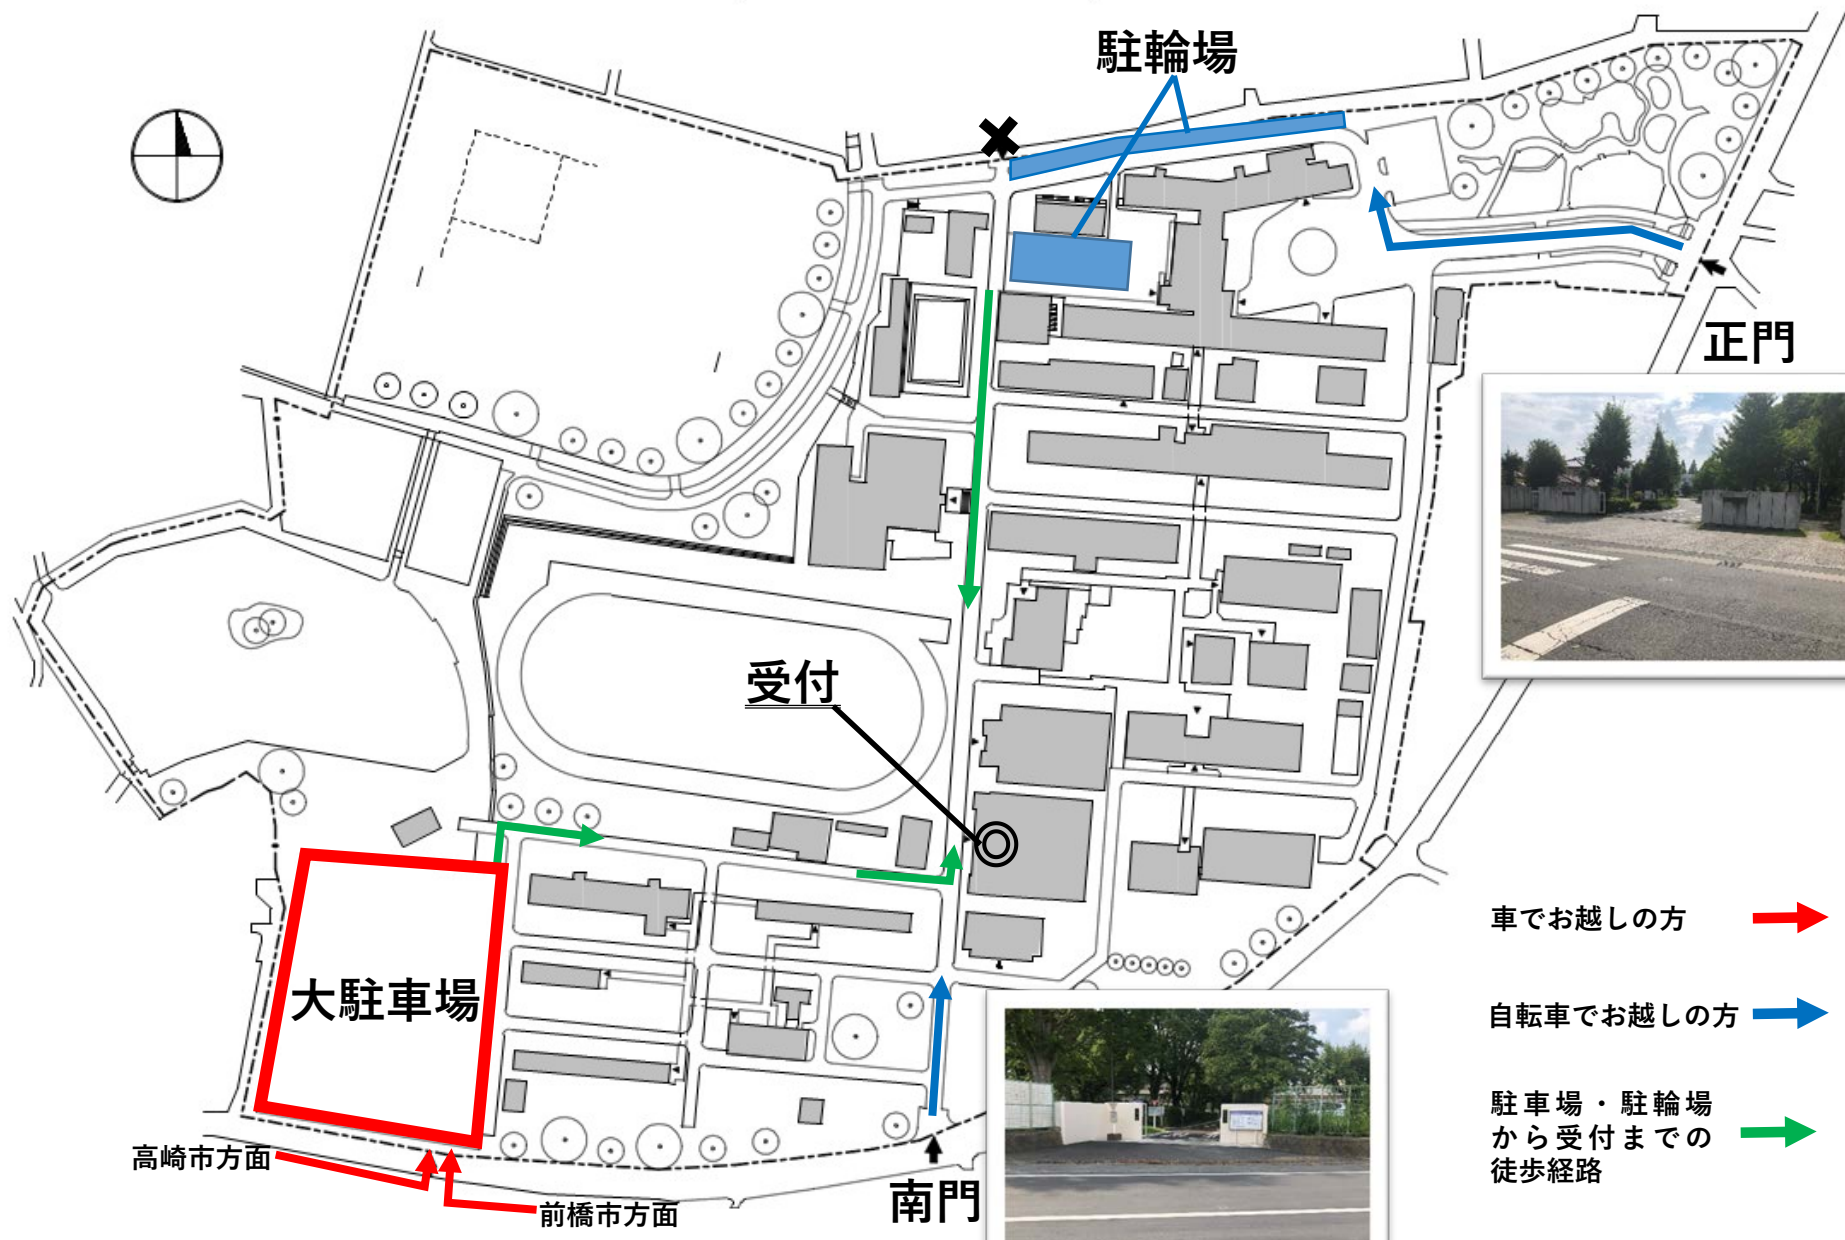 駐輪場
正門
受付
大駐車場
高崎市方面
前橋市方面
南門
車でお越しの方
自転車でお越しの方
駐車場・駐輪場
から受付までの
徒歩経路